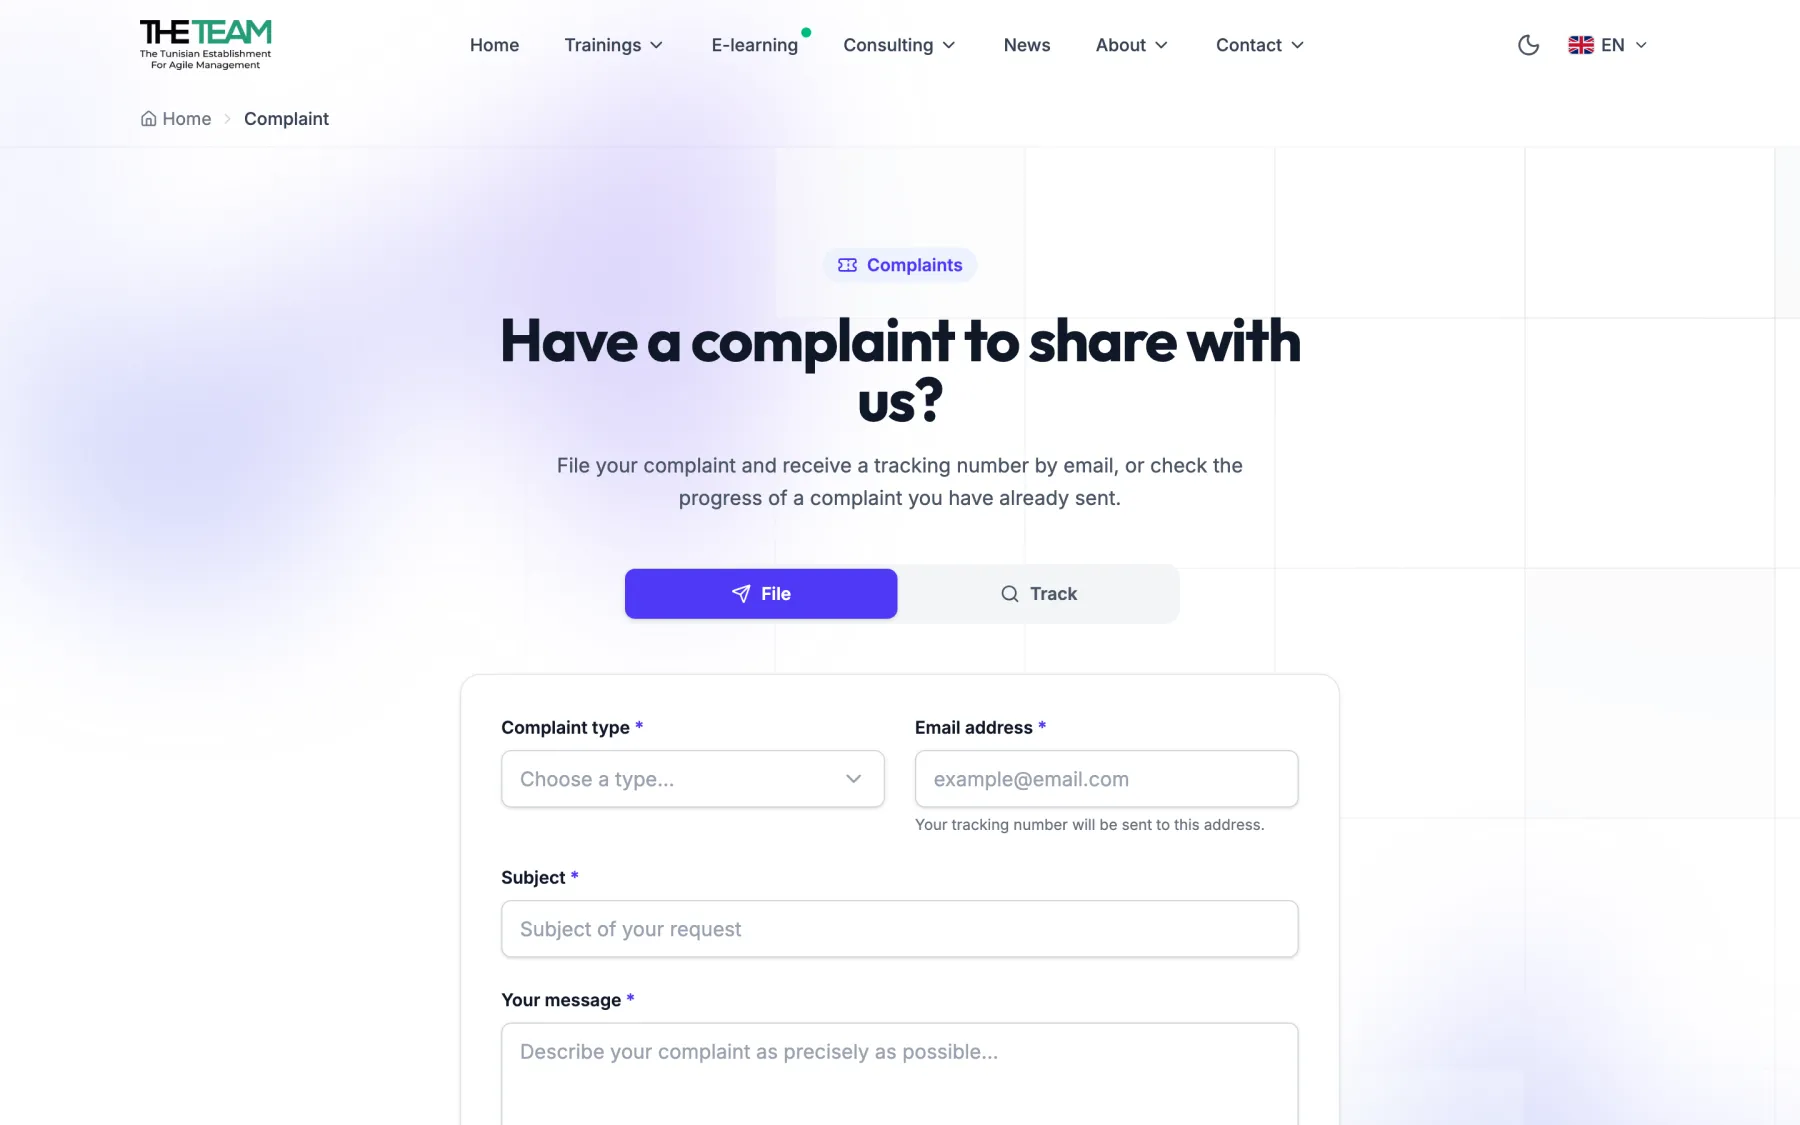 THETEAM
The Tunisian Establishment
For Agile Management
Home
Trainings
E-learning
Consulting
News
About
Contact
EN
Home
Complaint
Complaints
Have a complaint to share with
us?
File your complaint and receive a tracking number by email, or check the
progress of a complaint you have already sent.
File
Track
Complaint type *
Email address *
Choose a type...
example@email.com
Your tracking number will be sent to this address.
Subject *
Subject of your request
Your message *
Describe your complaint as precisely as possible...